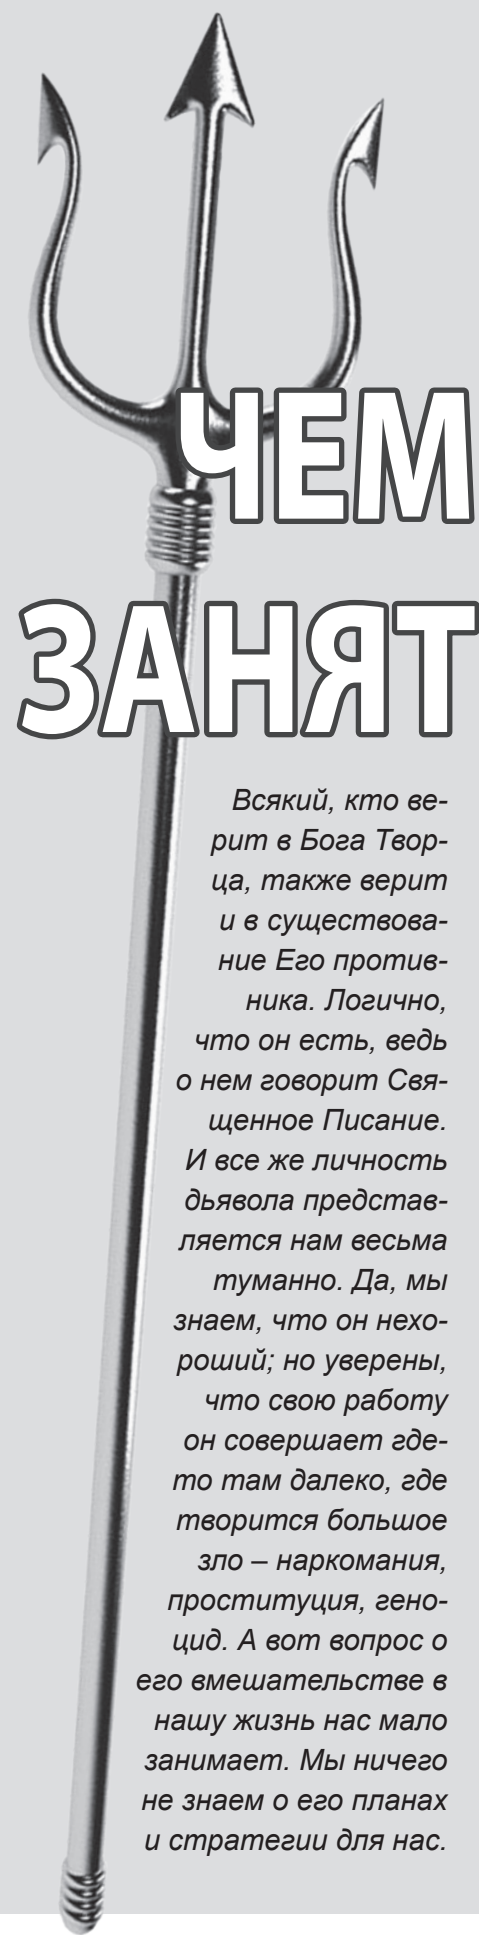 ЧЕМ
ЗАНЯТ
Всякий, кто ве-
рит в Бога Твор-
ца, также верит
и в существова-
ние Его против-
ника. Логично,
что он есть, ведь
о нем говорит Свя-
щенное Писание.
И все же личность
дьявола представ-
ляется нам весьма
туманно. Да, мы
знаем, что он нехо-
роший; но уверены,
что свою работу
он совершает где-
то там далеко, где
творится большое
зло – наркомания,
проституция, гено-
цид. А вот вопрос о
его вмешательстве в
нашу жизнь нас мало
занимает. Мы ничего
не знаем о его планах
и стратегии для нас.